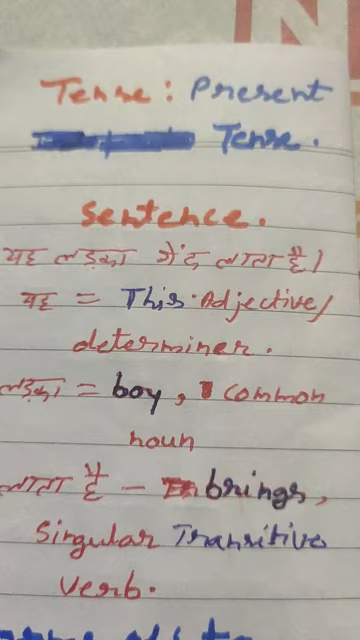 Tense: Present
Tense.
Sentence.
यह लड़का गेंद लाता है।
यह = This. Adjective/
determiner.
लड़का = boy, common
noun
लाता है - brings,
Singular Transitive
Verb.